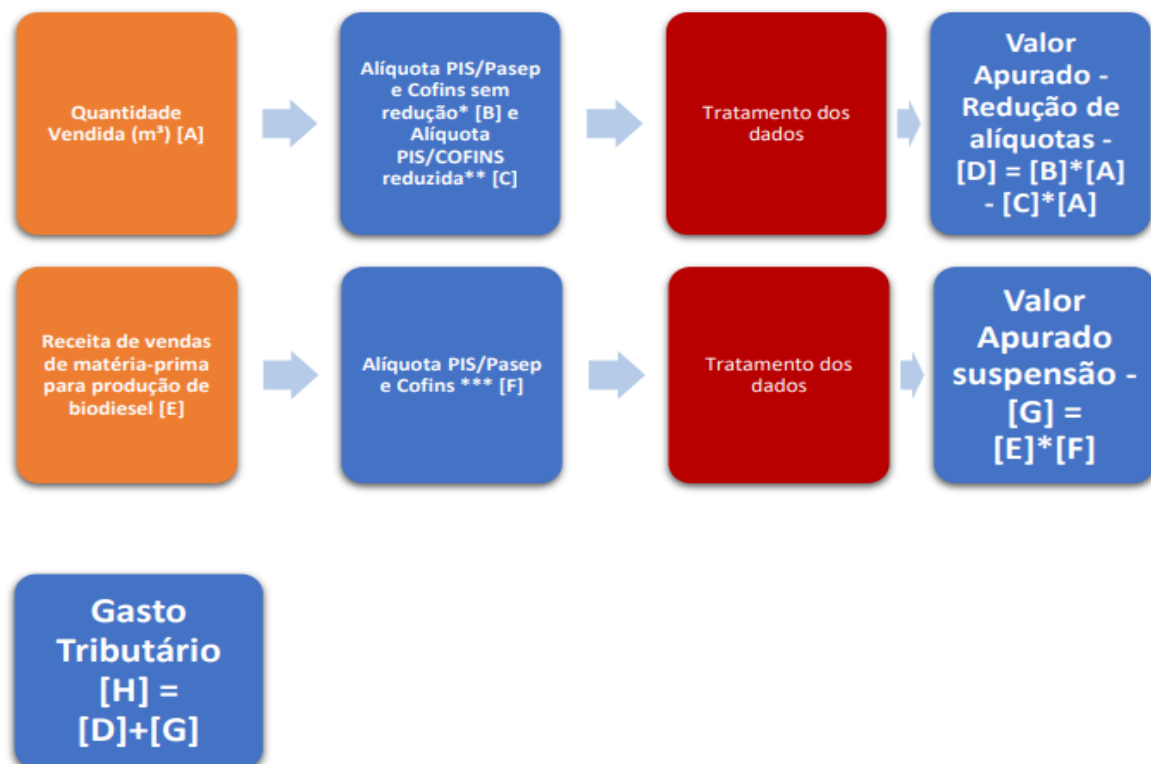 Quantidade
Vendida (m³) [A]
Alíquota PIS/Pasep
e Cofins sem
redução* [B] e
Alíquota
PIS/COFINS
reduzida** [C]
Tratamento dos
dados
Valor
Apurado -
Redução de
alíquotas -
[D] = [B]*[A]
- [C]*[A]
Receita de vendas
de matéria-prima
para produção de
biodiesel [E]
Alíquota PIS/Pasep
e Cofins *** [F]
Tratamento dos
dados
Valor
Apurado
suspensão -
[G] =
[E]*[F]
Gasto
Tributário
[H] =
[D]+[G]